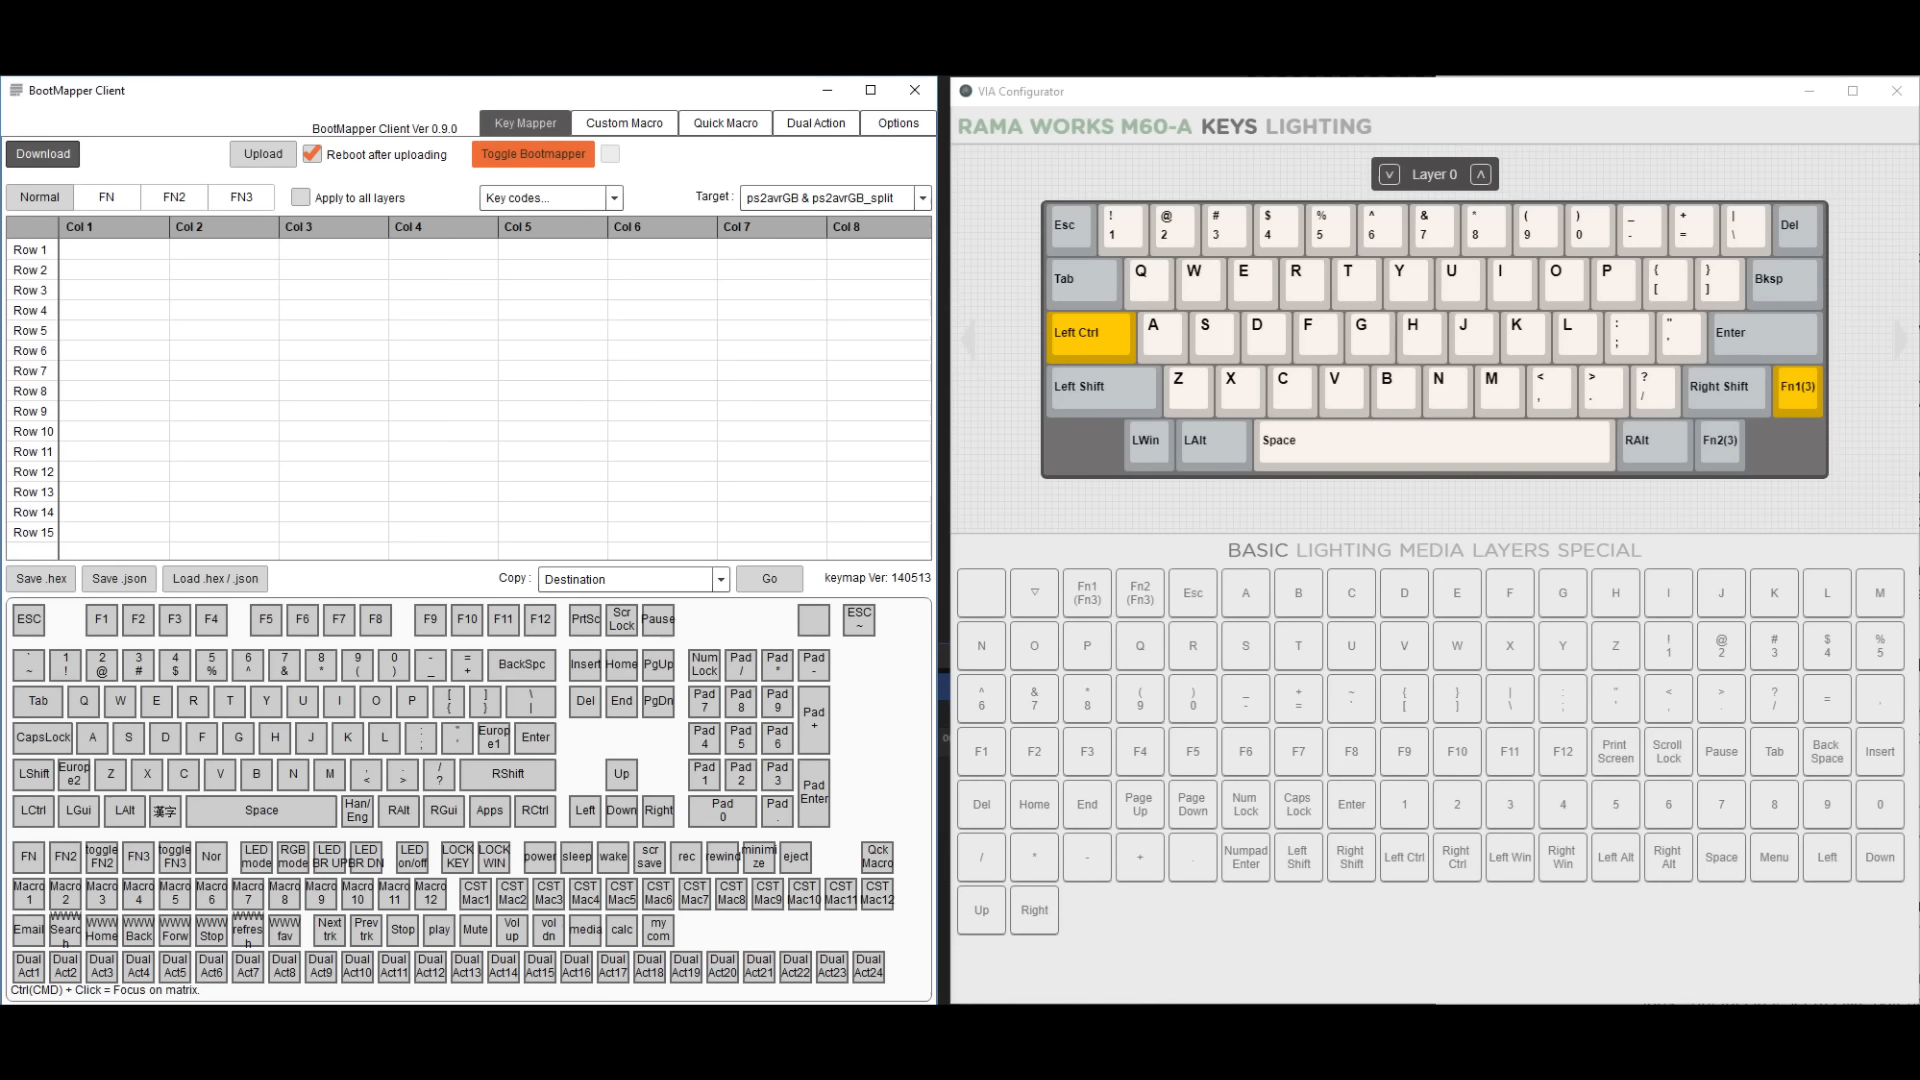 BootMapper Client
BootMapper Client Ver 0.9.0
Key Mapper Custom Macro Quick Macro Dual Action Options
Download Upload Reboot after uploading Toggle Bootmapper
Normal FN FN2 FN3 Apply to all layers Key codes... Target : ps2avrGB & ps2avrGB_split
Col 1 Col 2 Col 3 Col 4 Col 5 Col 6 Col 7 Col 8
Row 1
Row 2
Row 3
Row 4
Row 5
Row 6
Row 7
Row 8
Row 9
Row 10
Row 11
Row 12
Row 13
Row 14
Row 15
Save .hex Save .json Load .hex / .json Copy : Destination Go keymap Ver: 140513
ESC F1 F2 F3 F4 F5 F6 F7 F8 F9 F10 F11 F12 PrtSc Scr Lock Pause ESC ~
` ~ 1 ! 2 @ 3 # 4 $ 5 % 6 ^ 7 & 8 * 9 ( 0 ) - _ = + BackSpc Insert Home PgUp Num Lock Pad / Pad * Pad -
Tab Q W E R T Y U I O P [ { ] } \ | Del End PgDn Pad 7 Pad 8 Pad 9 Pad +
CapsLock A S D F G H J K L : ; " ' Europ e1 Enter Pad 4 Pad 5 Pad 6
LShift Europ e2 Z X C V B N M , < . > / ? RShift Up Pad 1 Pad 2 Pad 3 Pad Enter
LCtrl LGui LAlt 漢字 Space Han/ Eng RAlt RGui Apps RCtrl Left Down Right Pad 0 Pad .
FN FN2 toggle FN2 FN3 toggle FN3 Nor LED mode RGB mode LED BR UP LED BR DN LED on/off LOCK KEY LOCK WIN power sleep wake scr save rec rewind minimi ze eject Qck Macro
Macro 1 Macro 2 Macro 3 Macro 4 Macro 5 Macro 6 Macro 7 Macro 8 Macro 9 Macro 10 Macro 11 Macro 12 CST Mac1 CST Mac2 CST Mac3 CST Mac4 CST Mac5 CST Mac6 CST Mac7 CST Mac8 CST Mac9 CST Mac10 CST Mac11 CST Mac12
Email WWW Searc h WWW Home WWW Back WWW Forw WWW Stop WWW refres h WWW fav Next trk Prev trk Stop play Mute Vol up vol dn media calc my com
Dual Act1 Dual Act2 Dual Act3 Dual Act4 Dual Act5 Dual Act6 Dual Act7 Dual Act8 Dual Act9 Dual Act10 Dual Act11 Dual Act12 Dual Act13 Dual Act14 Dual Act15 Dual Act16 Dual Act17 Dual Act18 Dual Act19 Dual Act20 Dual Act21 Dual Act22 Dual Act23 Dual Act24
Ctrl(CMD) + Click = Focus on matrix.
VIA Configurator
RAMA WORKS M60-A KEYS LIGHTING
Layer 0
Esc ! 1 @ 2 # 3 $ 4 % 5 ^ 6 & 7 * 8 ( 9 ) 0 _ - + = | \ Del
Tab Q W E R T Y U I O P { [ } ] Bksp
Left Ctrl A S D F G H J K L : ; " ' Enter
Left Shift Z X C V B N M < , > . ? / Right Shift Fn1(3)
LWin LAlt Space RAlt Fn2(3)
BASIC LIGHTING MEDIA LAYERS SPECIAL
▽ Fn1 (Fn3) Fn2 (Fn3) Esc A B C D E F G H I J K L M
N O P Q R S T U V W X Y Z ! 1 @ 2 # 3 $ 4 % 5
^ 6 & 7 * 8 ( 9 ) 0 _ - + = ~ ` { [ } ] | \ : ; " ' < , > . ? / = ,
F1 F2 F3 F4 F5 F6 F7 F8 F9 F10 F11 F12 Print Screen Scroll Lock Pause Tab Back Space Insert
Del Home End Page Up Page Down Num Lock Caps Lock Enter 1 2 3 4 5 6 7 8 9 0
/ * - + . Numpad Enter Left Shift Right Shift Left Ctrl Right Ctrl Left Win Right Win Left Alt Right Alt Space Menu Left Down
Up Right